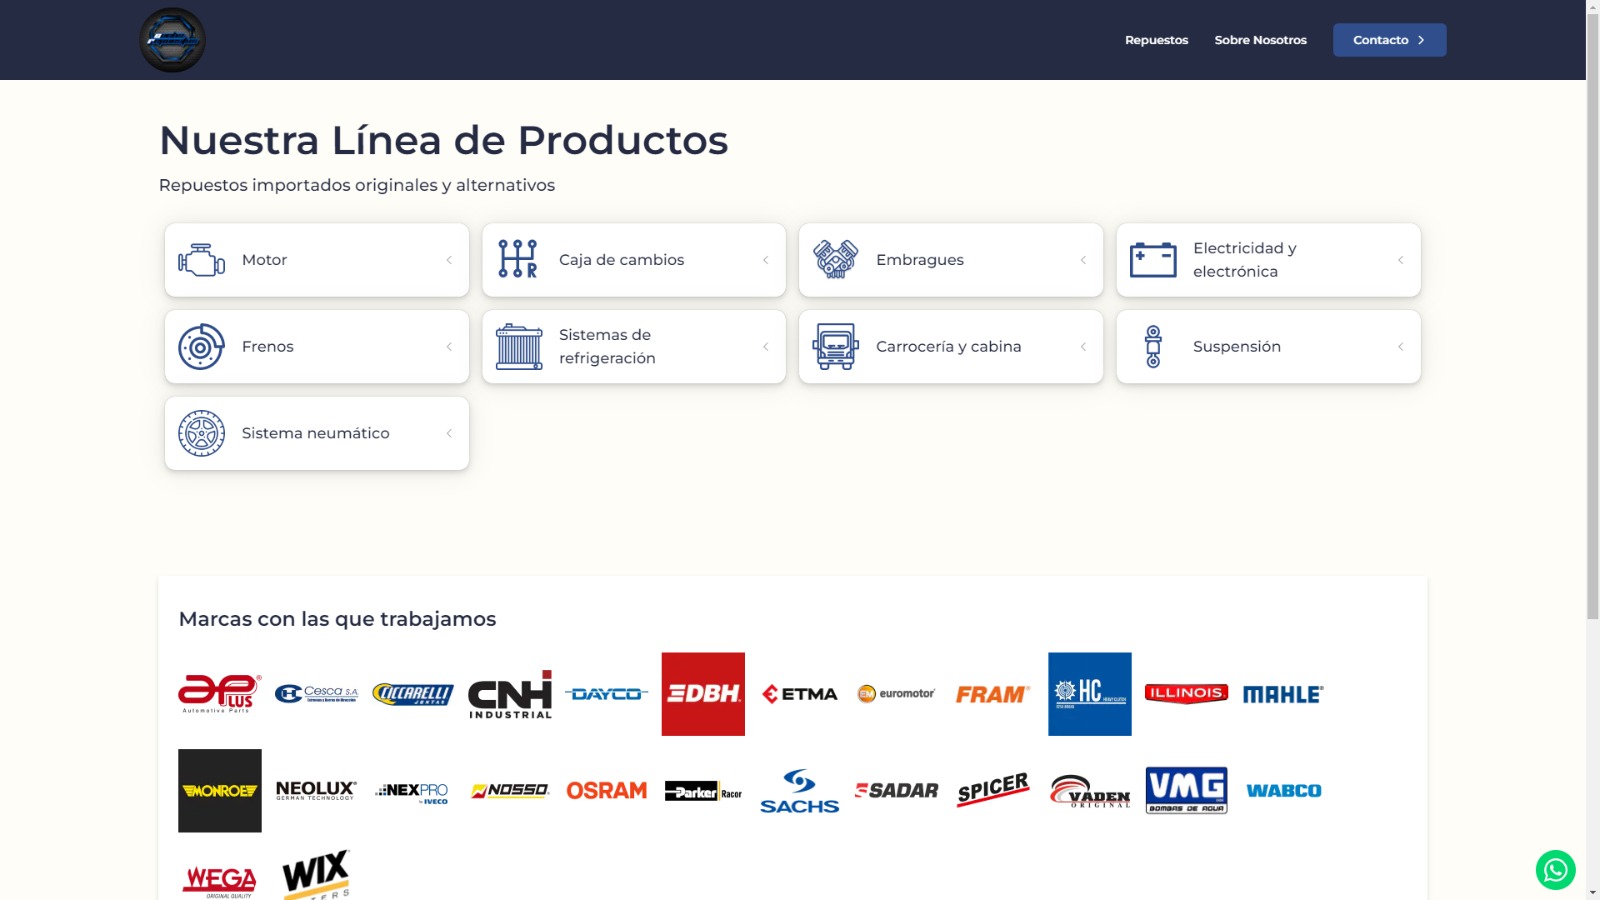 Repuestos
Sobre Nosotros
Contacto
Nuestra Línea de Productos
Repuestos importados originales y alternativos
Motor
Caja de cambios
R
Embragues
Electricidad y
electrónica
Frenos
Sistemas de
refrigeración
Carrocería y cabina
Suspensión
Sistema neumático
Marcas con las que trabajamos
aPLUS
Automotive Parts
Cesca S.A.
CICCARELLI
JUNTAS
CNH
INDUSTRIAL
DAYCO
DBH
ETMA
EM euromotor
FRAM
HC
ILLINOIS
MAHLE
MONROE
NEOLUX
GERMAN TECHNOLOGY
NEXPRO
by IVECO
NOSSO
OSRAM
Parker Racor
SACHS
SADAR
SPICER
VADEN
ORIGINAL
VMG
BOMBAS DE AGUA
WABCO
WEGA
ORIGINAL QUALITY
WIX